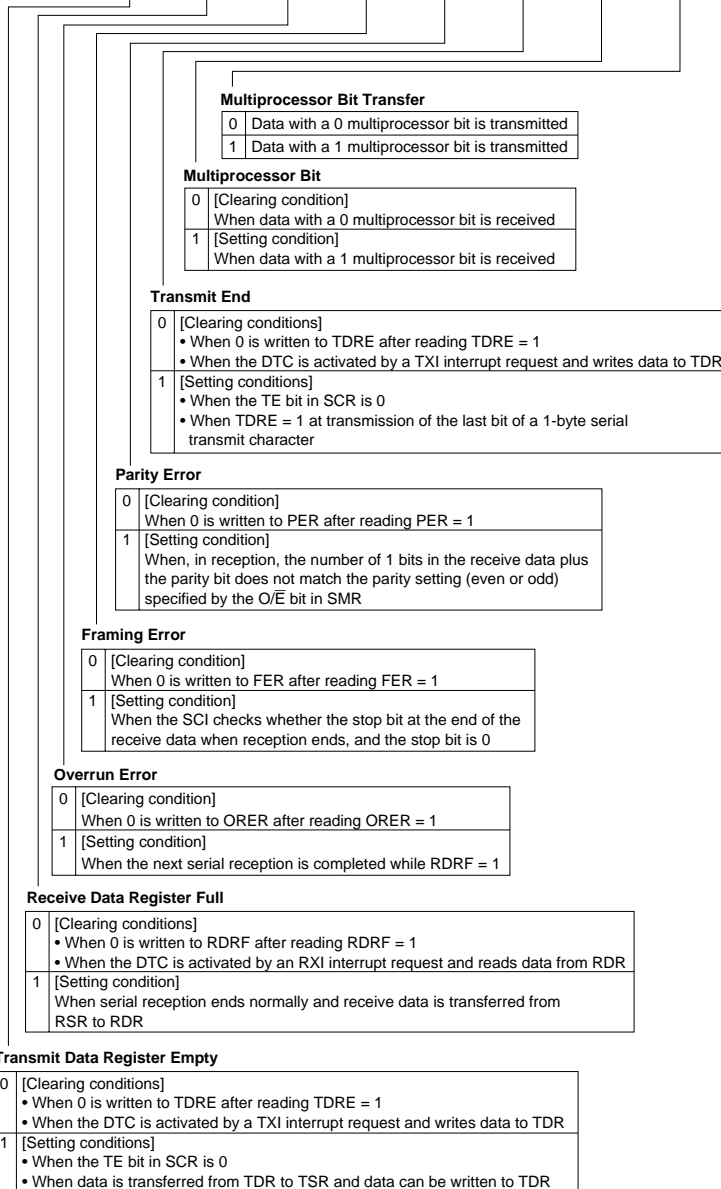 Multiprocessor Bit Transfer
0 Data with a 0 multiprocessor bit is transmitted
1 Data with a 1 multiprocessor bit is transmitted
Multiprocessor Bit
0 [Clearing condition]
When data with a 0 multiprocessor bit is received
1 [Setting condition]
When data with a 1 multiprocessor bit is received
Transmit End
0 [Clearing conditions]
• When 0 is written to TDRE after reading TDRE = 1
• When the DTC is activated by a TXI interrupt request and writes data to TDR
1 [Setting conditions]
• When the TE bit in SCR is 0
• When TDRE = 1 at transmission of the last bit of a 1-byte serial
transmit character
Parity Error
0 [Clearing condition]
When 0 is written to PER after reading PER = 1
1 [Setting condition]
When, in reception, the number of 1 bits in the receive data plus
the parity bit does not match the parity setting (even or odd)
specified by the O/E̅ bit in SMR
Framing Error
0 [Clearing condition]
When 0 is written to FER after reading FER = 1
1 [Setting condition]
When the SCI checks whether the stop bit at the end of the
receive data when reception ends, and the stop bit is 0
Overrun Error
0 [Clearing condition]
When 0 is written to ORER after reading ORER = 1
1 [Setting condition]
When the next serial reception is completed while RDRF = 1
Receive Data Register Full
0 [Clearing conditions]
• When 0 is written to RDRF after reading RDRF = 1
• When the DTC is activated by an RXI interrupt request and reads data from RDR
1 [Setting condition]
When serial reception ends normally and receive data is transferred from
RSR to RDR
Transmit Data Register Empty
0 [Clearing conditions]
• When 0 is written to TDRE after reading TDRE = 1
• When the DTC is activated by a TXI interrupt request and writes data to TDR
1 [Setting conditions]
• When the TE bit in SCR is 0
• When data is transferred from TDR to TSR and data can be written to TDR